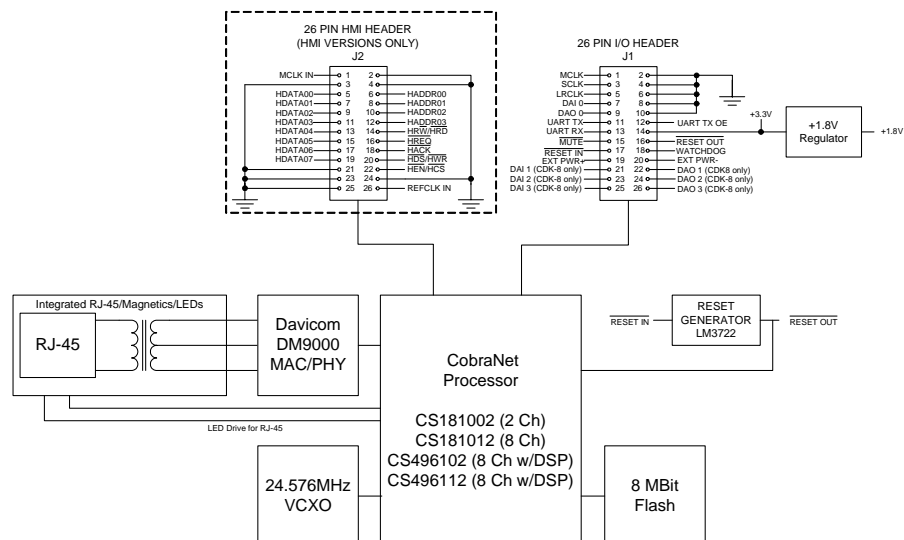 26 PIN HMI HEADER
(HMI VERSIONS ONLY)
J2
MCLK IN 1 2
3 4
HDATA00 5 6 HADDR00
HDATA01 7 8 HADDR01
HDATA02 9 10 HADDR02
HDATA03 11 12 HADDR03
HDATA04 13 14 HRW/HRD
HDATA05 15 16 HREQ
HDATA06 17 18 HACK
HDATA07 19 20 HDS/HWR
21 22 HEN/HCS
23 24
25 26 REFCLK IN
26 PIN I/O HEADER
J1
MCLK 1 2
SCLK 3 4
LRCLK 5 6
DAI 0 7 8
DAO 0 9 10
UART TX 11 12 UART TX OE
UART RX 13 14
MUTE 15 16 RESET OUT
RESET IN 17 18 WATCHDOG
EXT PWR+ 19 20 EXT PWR-
DAI 1 (CDK-8 only) 21 22 DAO 1 (CDK8 only)
DAI 2 (CDK-8 only) 23 24 DAO 2 (CDK-8 only)
DAI 3 (CDK-8 only) 25 26 DAO 3 (CDK-8 only)
+3.3V
+1.8V
Regulator
+1.8V
Integrated RJ-45/Magnetics/LEDs
RJ-45
Davicom
DM9000
MAC/PHY
LED Drive for RJ-45
CobraNet
Processor
CS181002 (2 Ch)
CS181012 (8 Ch)
CS496102 (8 Ch w/DSP)
CS496112 (8 Ch w/DSP)
RESET IN
RESET
GENERATOR
LM3722
RESET OUT
24.576MHz
VCXO
8 MBit
Flash